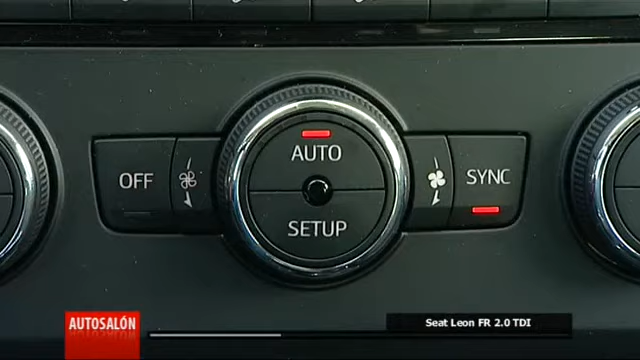 OFF
AUTO
SETUP
SYNC
AUTOSALÓN
Seat Leon FR 2.0 TDI